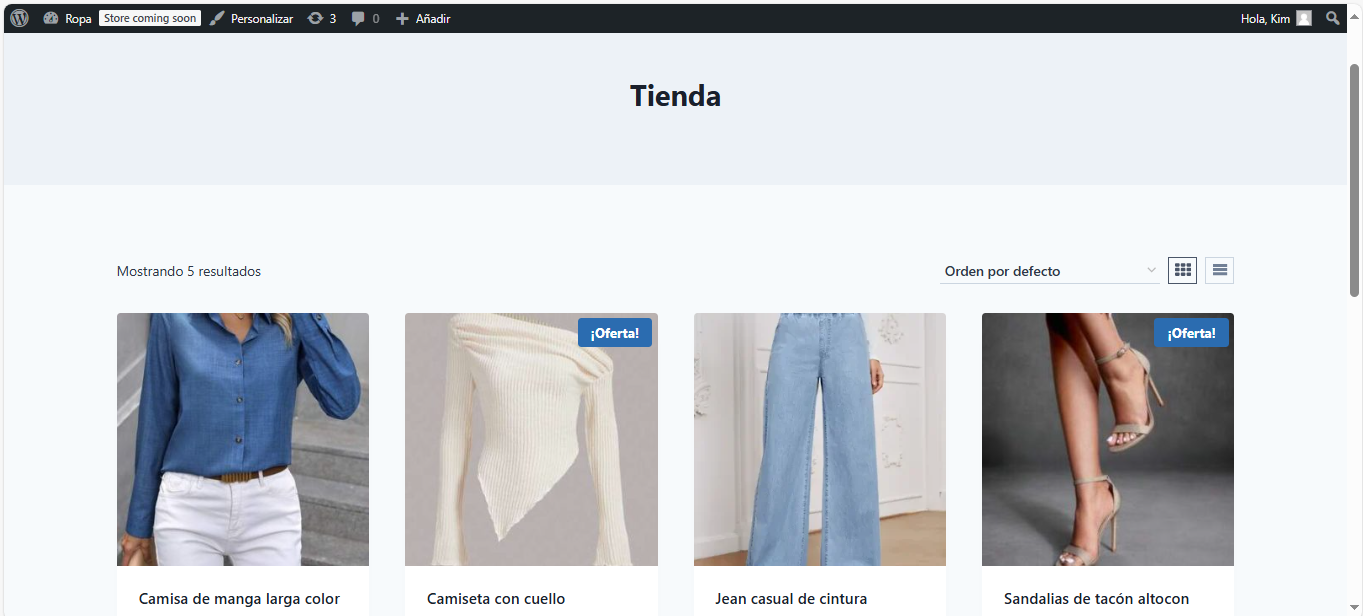 Ropa Store coming soon Personalizar 3 0 Añadir Hola, Kim
Tienda
Mostrando 5 resultados Orden por defecto
¡Oferta! ¡Oferta!
Camisa de manga larga color Camiseta con cuello Jean casual de cintura Sandalias de tacón altocon